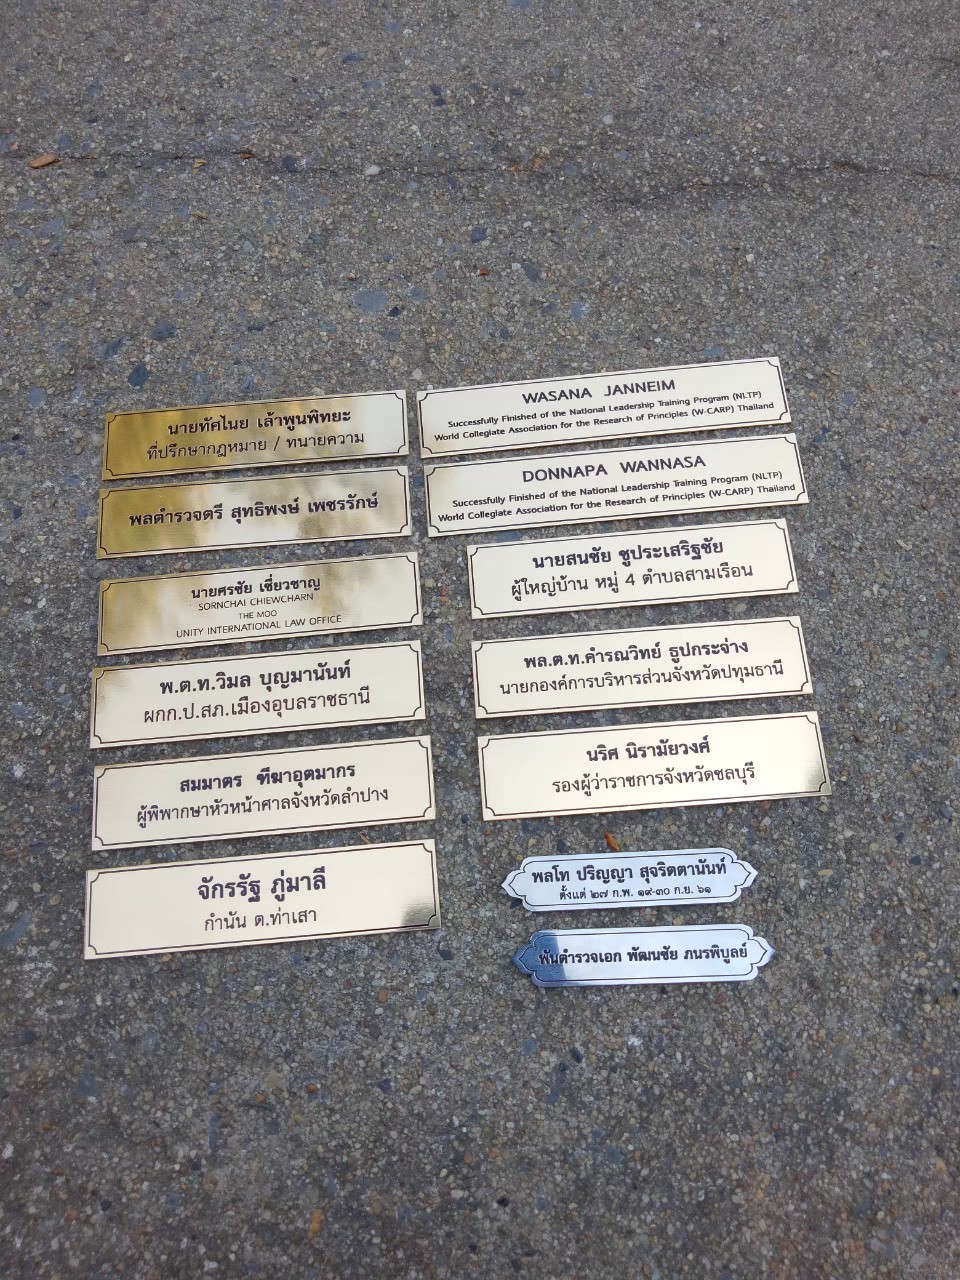 นายทัศไนย เล้าพูนพิทยะ
ที่ปรึกษากฎหมาย / ทนายความ
พลตำรวจตรี สุทธิพงษ์ เพชรรักษ์
นายศรชัย เชี่ยวชาญ
SORNCHAI CHIEWCHARN
THE MOO
UNITY INTERNATIONAL LAW OFFICE
พ.ต.ท.วิมล บุญมานันท์
ผกก.ป.สภ.เมืองอุบลราชธานี
สมมาตร ทีฆาอุตมากร
ผู้พิพากษาหัวหน้าศาลจังหวัดลำปาง
จักรรัฐ ภู่มาลี
กำนัน ต.ท่าเสา
WASANA JANNEIM
Successfully Finished of the National Leadership Training Program (NLTP)
World Collegiate Association for the Research of Principles (W-CARP) Thailand
DONNAPA WANNASA
Successfully Finished of the National Leadership Training Program (NLTP)
World Collegiate Association for the Research of Principles (W-CARP) Thailand
นายสนชัย ชูประเสริฐชัย
ผู้ใหญ่บ้าน หมู่ 4 ตำบลสามเรือน
พล.ต.ท.คำรณวิทย์ ธูปกระจ่าง
นายกองค์การบริหารส่วนจังหวัดปทุมธานี
นริศ นิรามัยวงศ์
รองผู้ว่าราชการจังหวัดชลบุรี
พลโท ปริญญา สุจริตตานันท์
ตั้งแต่ ๒๗ ก.พ. ๑๙-๓๐ ก.ย. ๖๑
พันตำรวจเอก พัฒนชัย ภนรพิบูลย์